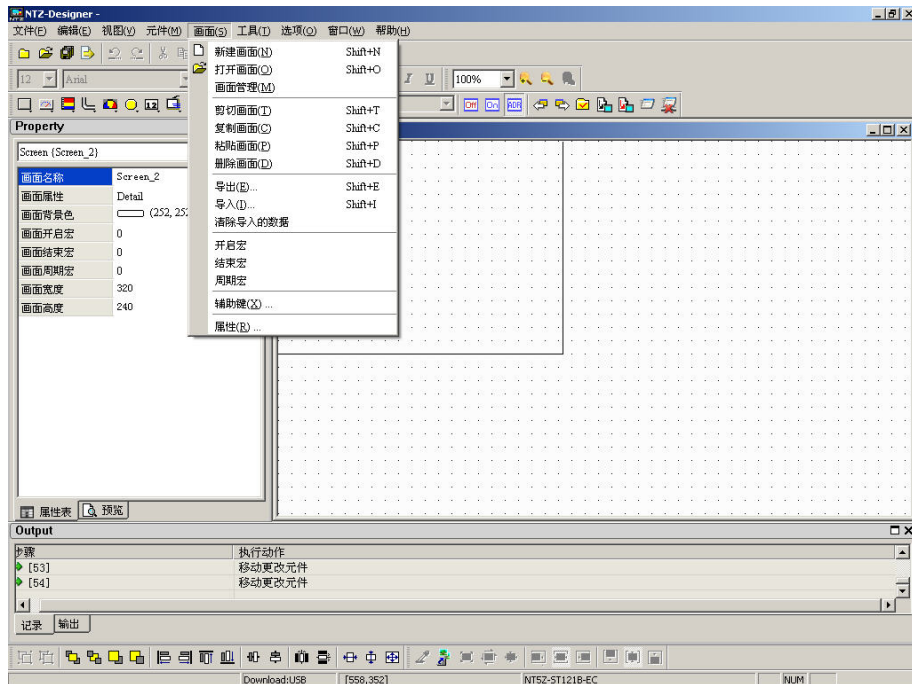 NTZ-Designer -
文件(F) 编辑(E) 视图(V) 元件(M) 画面(S) 工具(T) 选项(O) 窗口(W) 帮助(H)
新建画面(N) Shift+N
打开画面(O) Shift+O
画面管理(M)
剪切画面(T) Shift+T
复制画面(C) Shift+C
粘贴画面(P) Shift+P
删除画面(D) Shift+D
导出(E)... Shift+E
导入(I)... Shift+I
清除导入的数据
开启宏
结束宏
周期宏
辅助键(X) ...
属性(R) ...
12 Arial
I U 100%
Property
Screen {Screen_2}
画面名称 Screen_2
画面属性 Detail
画面背景色 (252, 252
画面开启宏 0
画面结束宏 0
画面周期宏 0
画面宽度 320
画面高度 240
属性表 预览
Output
步骤 执行动作
[53] 移动更改元件
[54] 移动更改元件
记录 输出
Download:USB [558,352] NT5Z-ST121B-EC NUM